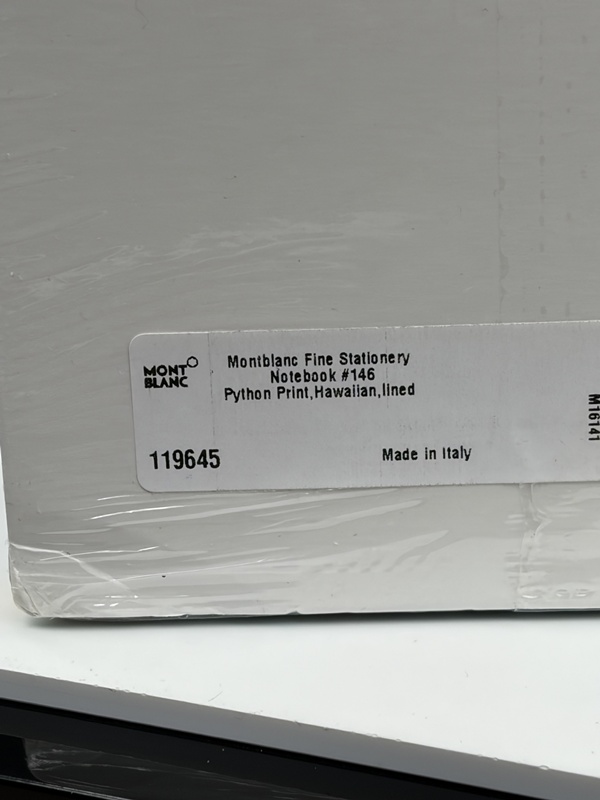 MONT
BLANC
Montblanc Fine Stationery
Notebook #146
Python Print,Hawaiian,lined
119645
Made in Italy
M16141